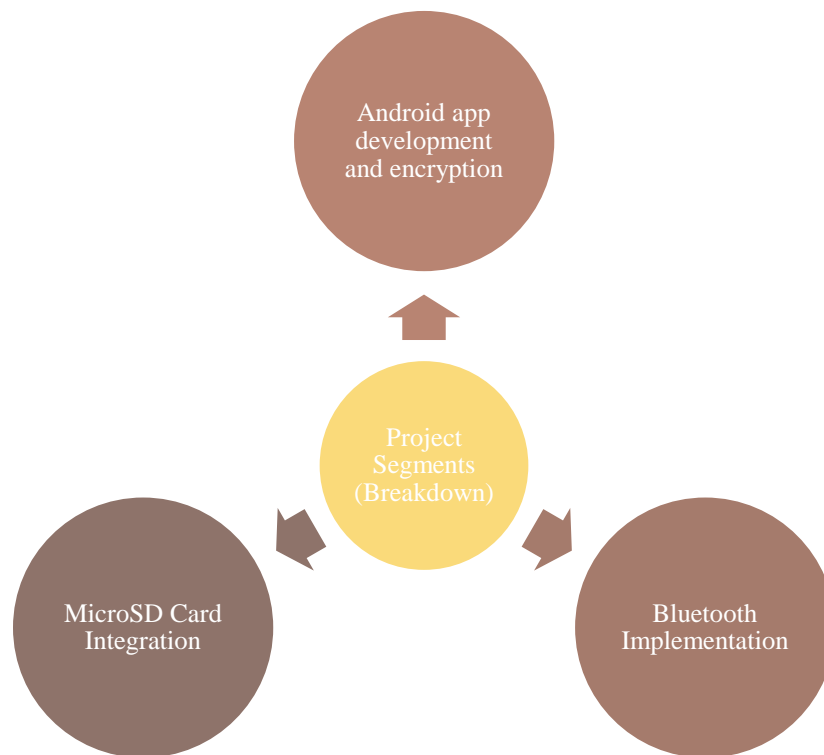 Android app
development
and encryption
Project
Segments
(Breakdown)
MicroSD Card
Integration
Bluetooth
Implementation